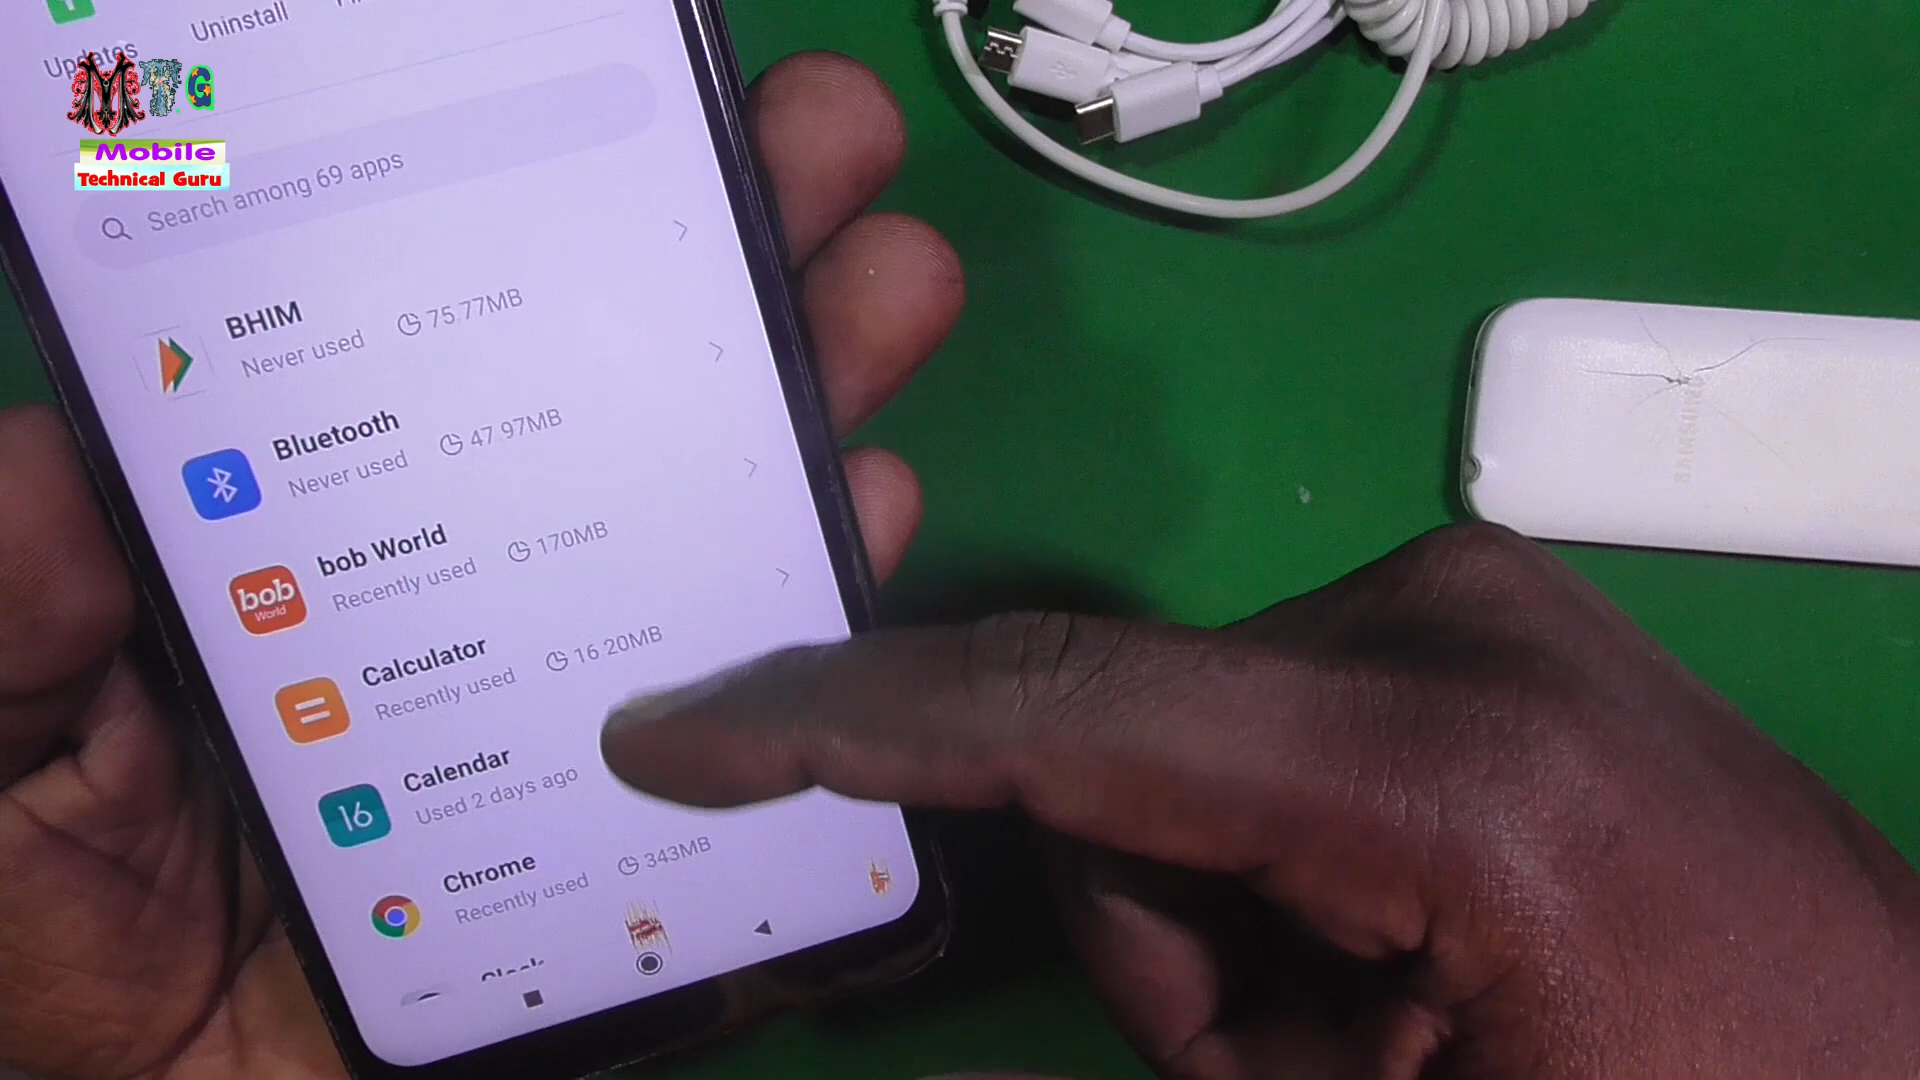 Uninstall
Updates
MTG
Mobile
Technical Guru
Search among 69 apps
BHIM
Never used 75.77MB
Bluetooth
Never used 47.97MB
bob World
Recently used 170MB
bob
World
Calculator
Recently used 16.20MB
Calendar
Used 2 days ago
16
Chrome
Recently used 343MB
SAMSUNG